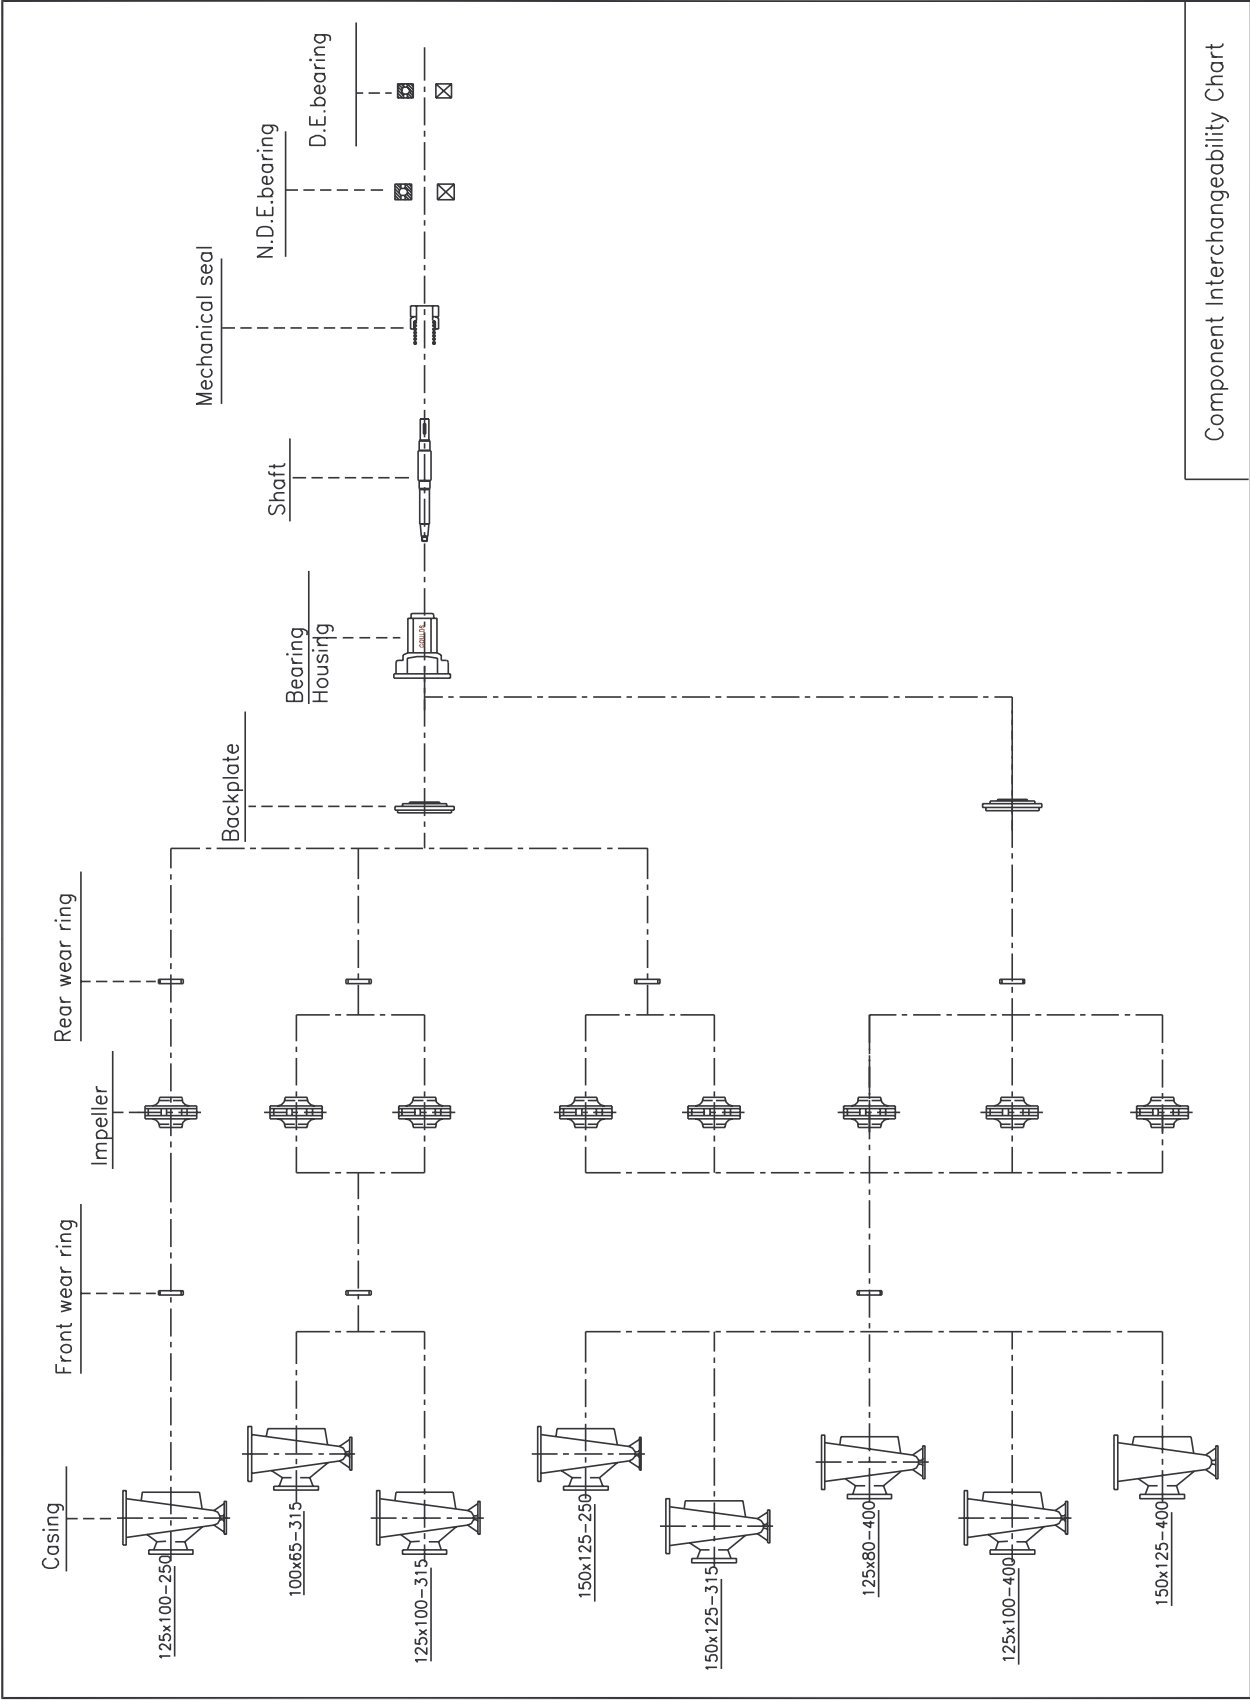 Casing
Front wear ring
Impeller
Rear wear ring
Backplate
Bearing
Housing
Shaft
Mechanical seal
N.D.E.bearing
D.E.bearing
125x100-250
100x65-315
125x100-315
150x125-250
150x125-315
125x80-400
125x100-400
150x125-400
Component Interchangeability Chart